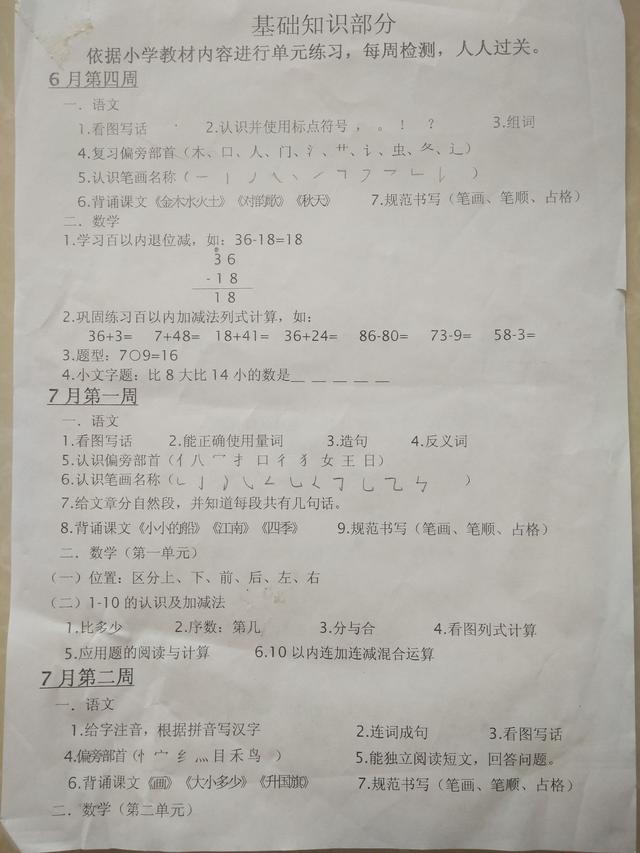 基础知识部分
依据小学教材内容进行单元练习，每周检测，人人过关。
6月第四周
一．语文
1.看图写话 2.认识并使用标点符号 ，。！ ？ 3.组词
4.复习偏旁部首（木、口、人、门、氵、艹、讠、虫、夂、辶）
5.认识笔画名称（ ）
6.背诵课文《金木水火土》《对韵歌》《秋天》 7.规范书写（笔画、笔顺、占格）
二．数学
1.学习百以内退位减，如：36-18=18
3 6
- 1 8
1 8
2.巩固练习百以内加减法列式计算，如：
36+3= 7+48= 18+41= 36+24= 86-80= 73-9= 58-3=
3.题型：7〇9=16
4.小文字题：比8大比14小的数是__ __ __ __ __
7月第一周
一．语文
1.看图写话 2.能正确使用量词 3.造句 4.反义词
5.认识偏旁部首（亻八 冖 扌 口 彳 犭 女 王 日）
6.认识笔画名称（ ）
7.给文章分自然段，并知道每段共有几句话。
8.背诵课文《小小的船》《江南》《四季》 9.规范书写（笔画、笔顺、占格）
二．数学（第一单元）
（一）位置：区分上、下、前、后、左、右
（二）1-10的认识及加减法
1.比多少 2.序数：第几 3.分与合 4.看图列式计算
5.应用题的阅读与计算 6.10以内连加连减混合运算
7月第二周
一．语文
1.给字注音，根据拼音写汉字 2.连词成句 3.看图写话
4.偏旁部首（忄 宀 纟 灬 目 禾 鸟 ） 5.能独立阅读短文，回答问题。
6.背诵课文《画》《大小多少》《升国旗》 7.规范书写（笔画、笔顺、占格）
二．数学（第二单元）